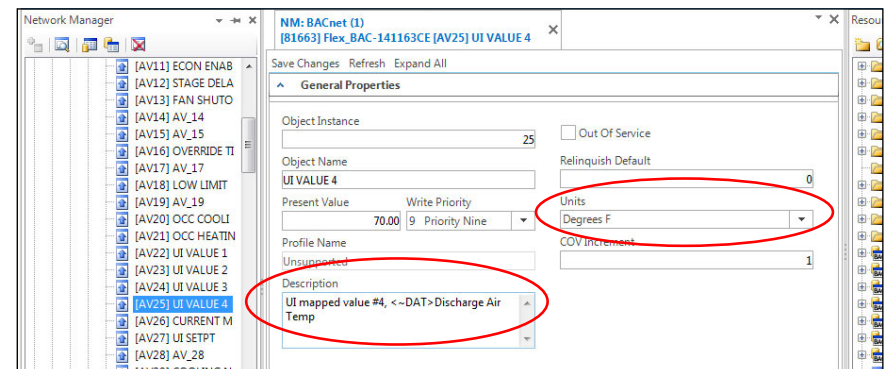 Network Manager
[AV11] ECON ENAB
[AV12] STAGE DELA
[AV13] FAN SHUTO
[AV14] AV_14
[AV15] AV_15
[AV16] OVERRIDE TI
[AV17] AV_17
[AV18] LOW LIMIT
[AV19] AV_19
[AV20] OCC COOLI
[AV21] OCC HEATIN
[AV22] UI VALUE 1
[AV23] UI VALUE 2
[AV24] UI VALUE 3
[AV25] UI VALUE 4
[AV26] CURRENT M
[AV27] UI SETPT
[AV28] AV_28
NM: BACnet (1)
[81663] Flex_BAC-141163CE [AV25] UI VALUE 4
Save Changes Refresh Expand All
General Properties
Object Instance
25
Out Of Service
Object Name
UI VALUE 4
Relinquish Default
0
Present Value Write Priority
70.00 9 Priority Nine
Units
Degrees F
Profile Name
Unsupported
COV Increment
1
Description
UI mapped value #4, <~DAT>Discharge Air
Temp
Resou